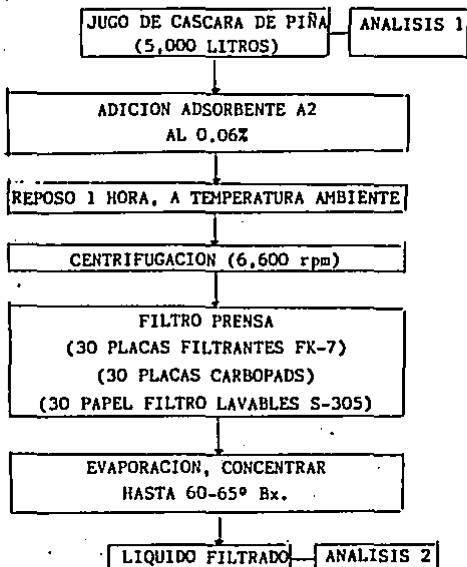 JUGO DE CASCARA DE PIÑA
(5,000 LITROS)
ANALISIS 1
ADICION ADSORBENTE A2
AL 0.06%
REPOSO 1 HORA, A TEMPERATURA AMBIENTE
CENTRIFUGACION (6,600 rpm)
FILTRO PRENSA
(30 PLACAS FILTRANTES FK-7)
(30 PLACAS CARBOPADS)
(30 PAPEL FILTRO LAVABLES S-305)
EVAPORACION, CONCENTRAR
HASTA 60-65º Bx.
LIQUIDO FILTRADO
ANALISIS 2